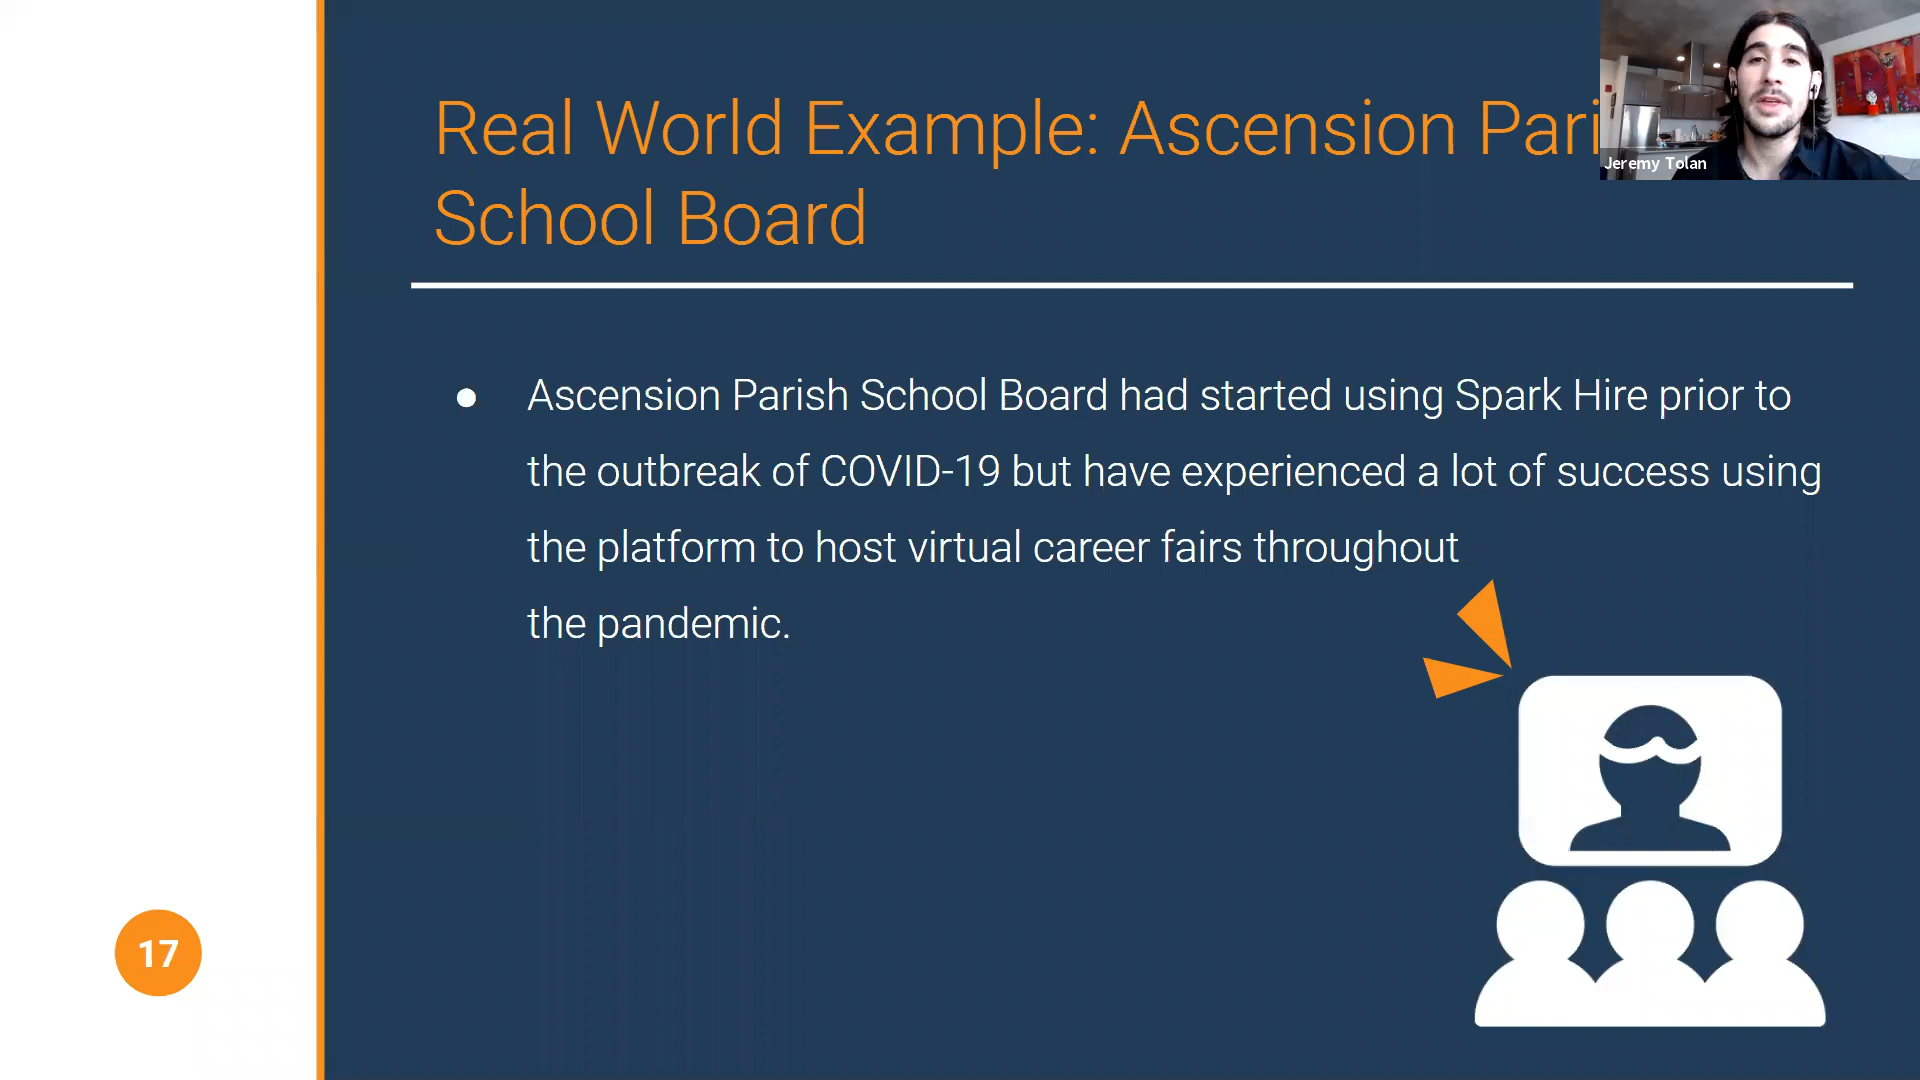 Real World Example: Ascension Pari
School Board
Jeremy Tolan
● Ascension Parish School Board had started using Spark Hire prior to
the outbreak of COVID-19 but have experienced a lot of success using
the platform to host virtual career fairs throughout
the pandemic.
17